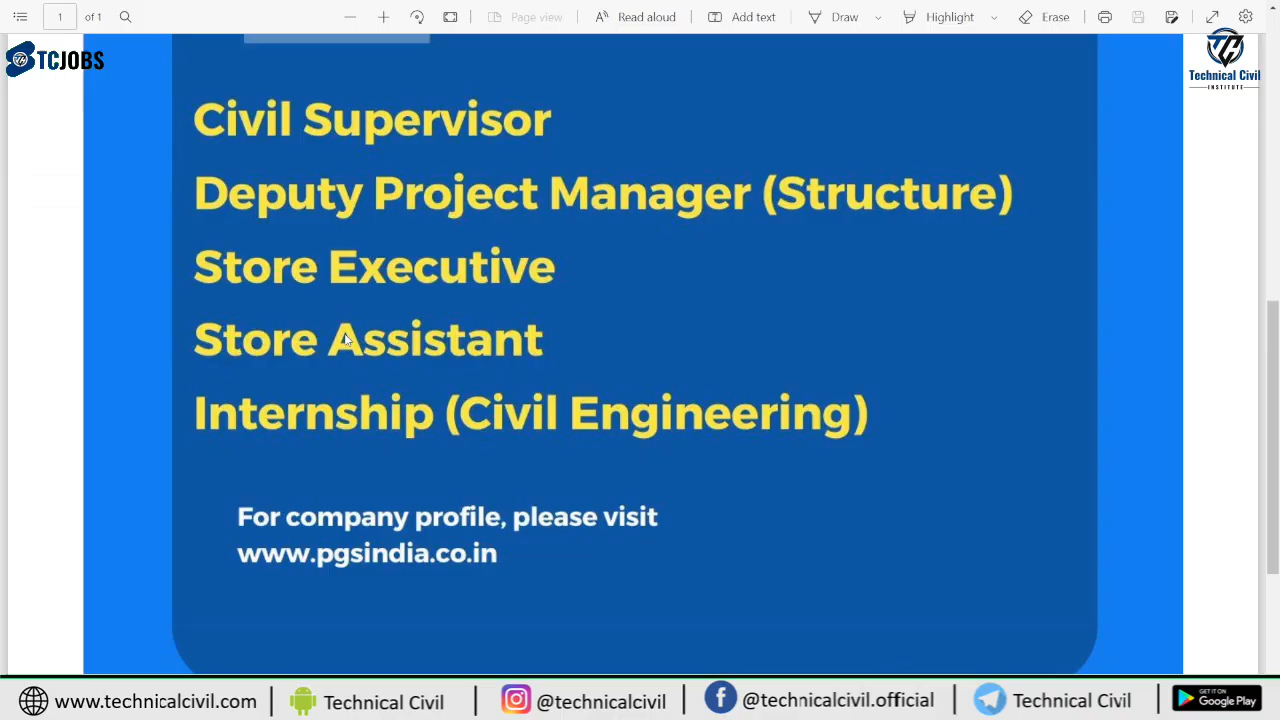 1 of 1 Page view Read aloud Add text Draw Highlight Erase
TCJOBS
TC
Technical Civil
INSTITUTE
Civil Supervisor
Deputy Project Manager (Structure)
Store Executive
Store Assistant
Internship (Civil Engineering)
For company profile, please visit
www.pgsindia.co.in
www.technicalcivil.com | Technical Civil | @technicalcivil | @technicalcivil.official | Technical Civil | GET IT ON Google Play